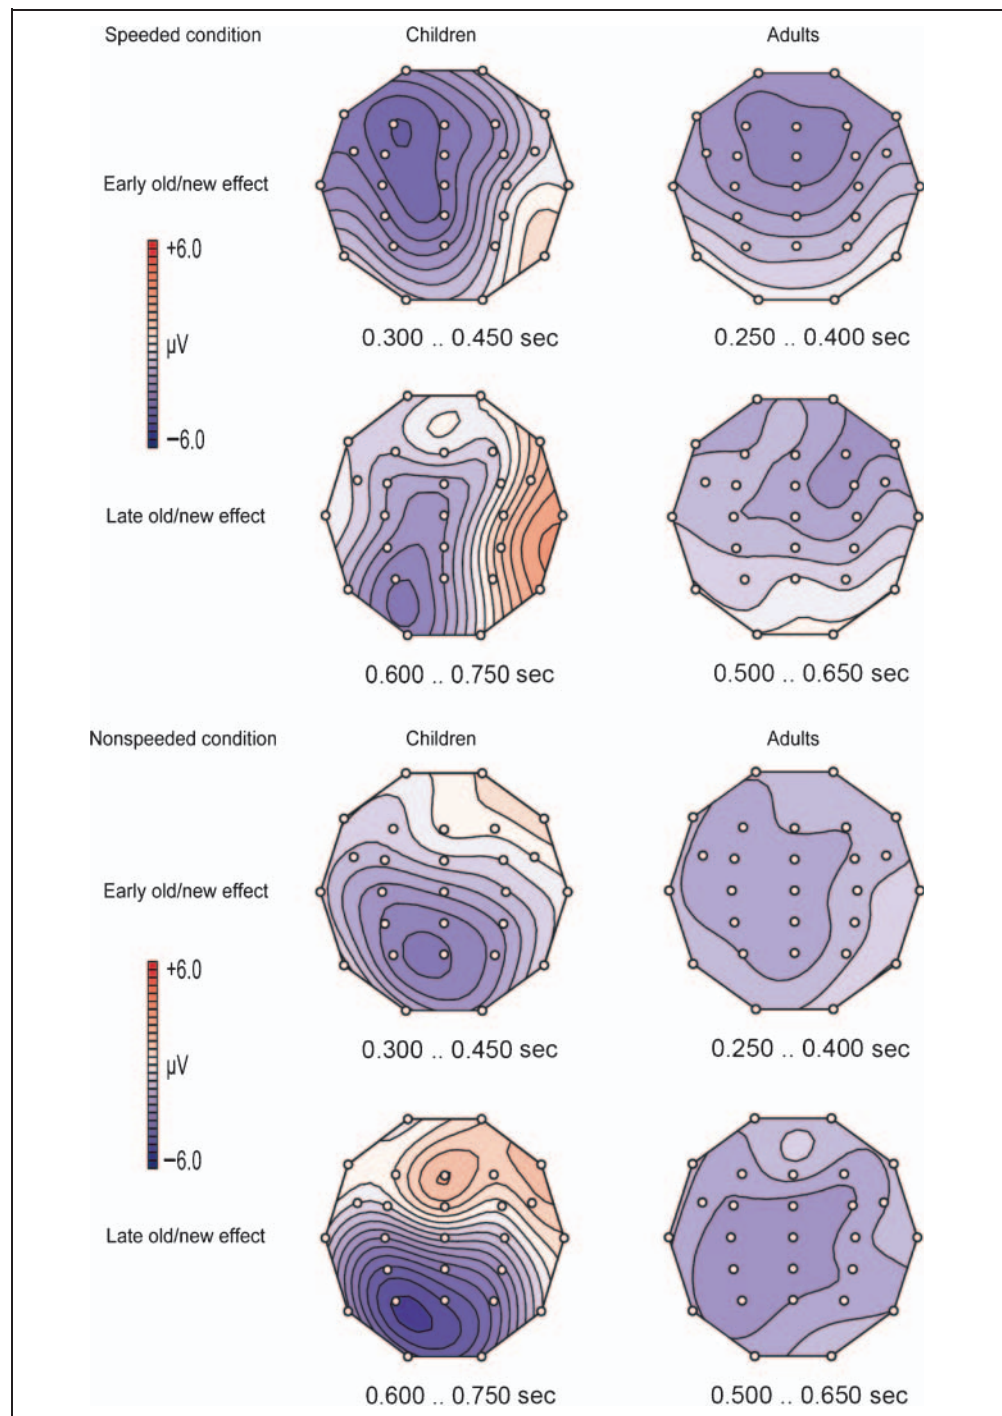 Speeded condition Children Adults
Early old/new effect
+6.0
µV
−6.0
0.300 .. 0.450 sec 0.250 .. 0.400 sec
Late old/new effect
0.600 .. 0.750 sec 0.500 .. 0.650 sec
Nonspeeded condition Children Adults
Early old/new effect
+6.0
µV
−6.0
0.300 .. 0.450 sec 0.250 .. 0.400 sec
Late old/new effect
0.600 .. 0.750 sec 0.500 .. 0.650 sec